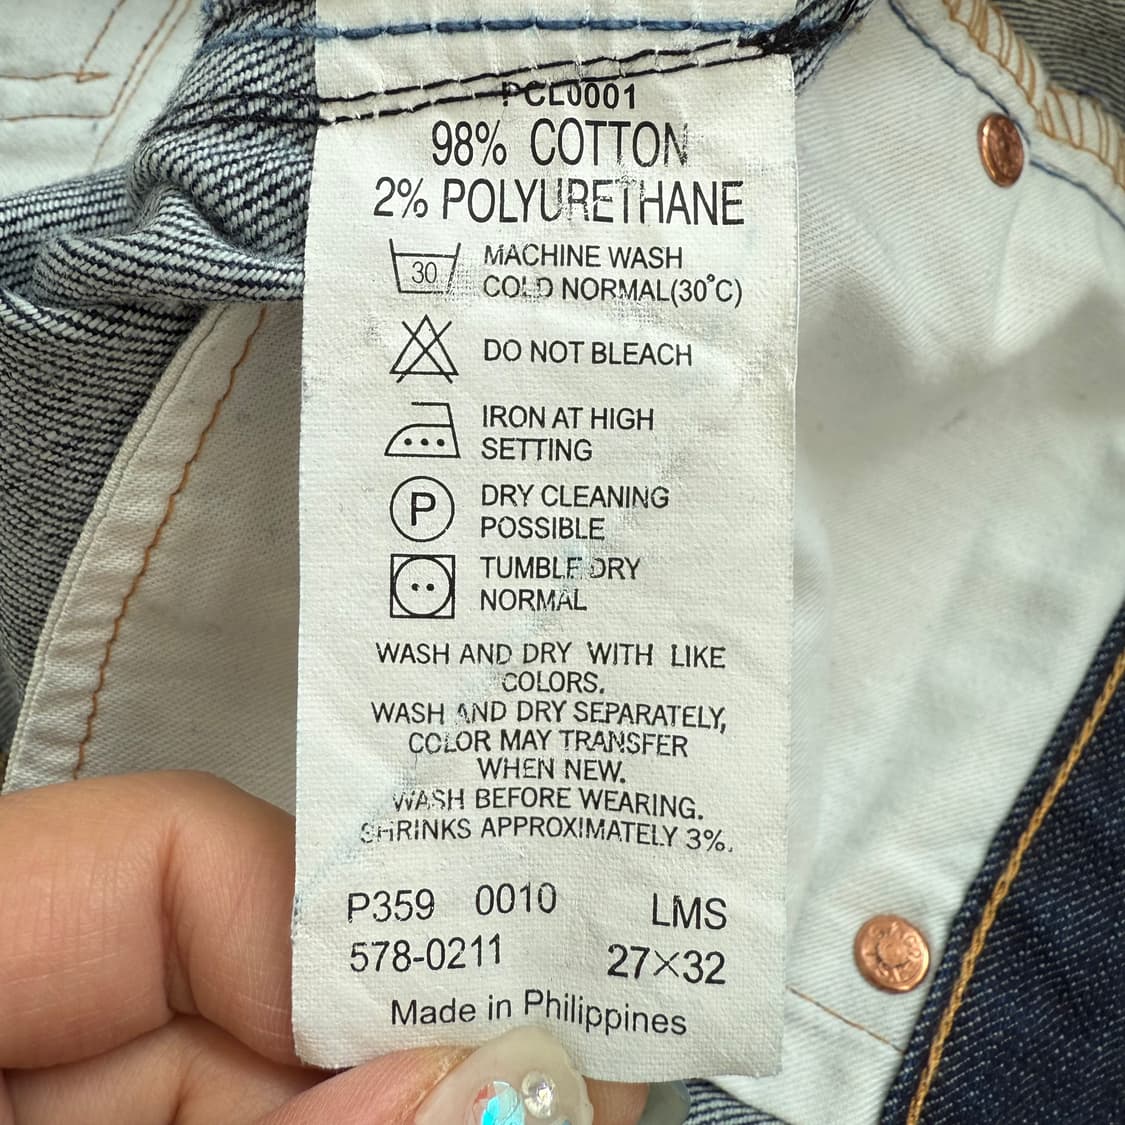 PCL0001
98% COTTON
2% POLYURETHANE
30
MACHINE WASH
COLD NORMAL(30°C)
DO NOT BLEACH
IRON AT HIGH
SETTING
P
DRY CLEANING
POSSIBLE
TUMBLE DRY
NORMAL
WASH AND DRY WITH LIKE
COLORS.
WASH AND DRY SEPARATELY,
COLOR MAY TRANSFER
WHEN NEW.
WASH BEFORE WEARING.
SHRINKS APPROXIMATELY 3%.
P359 0010 LMS
578-0211 27×32
Made in Philippines